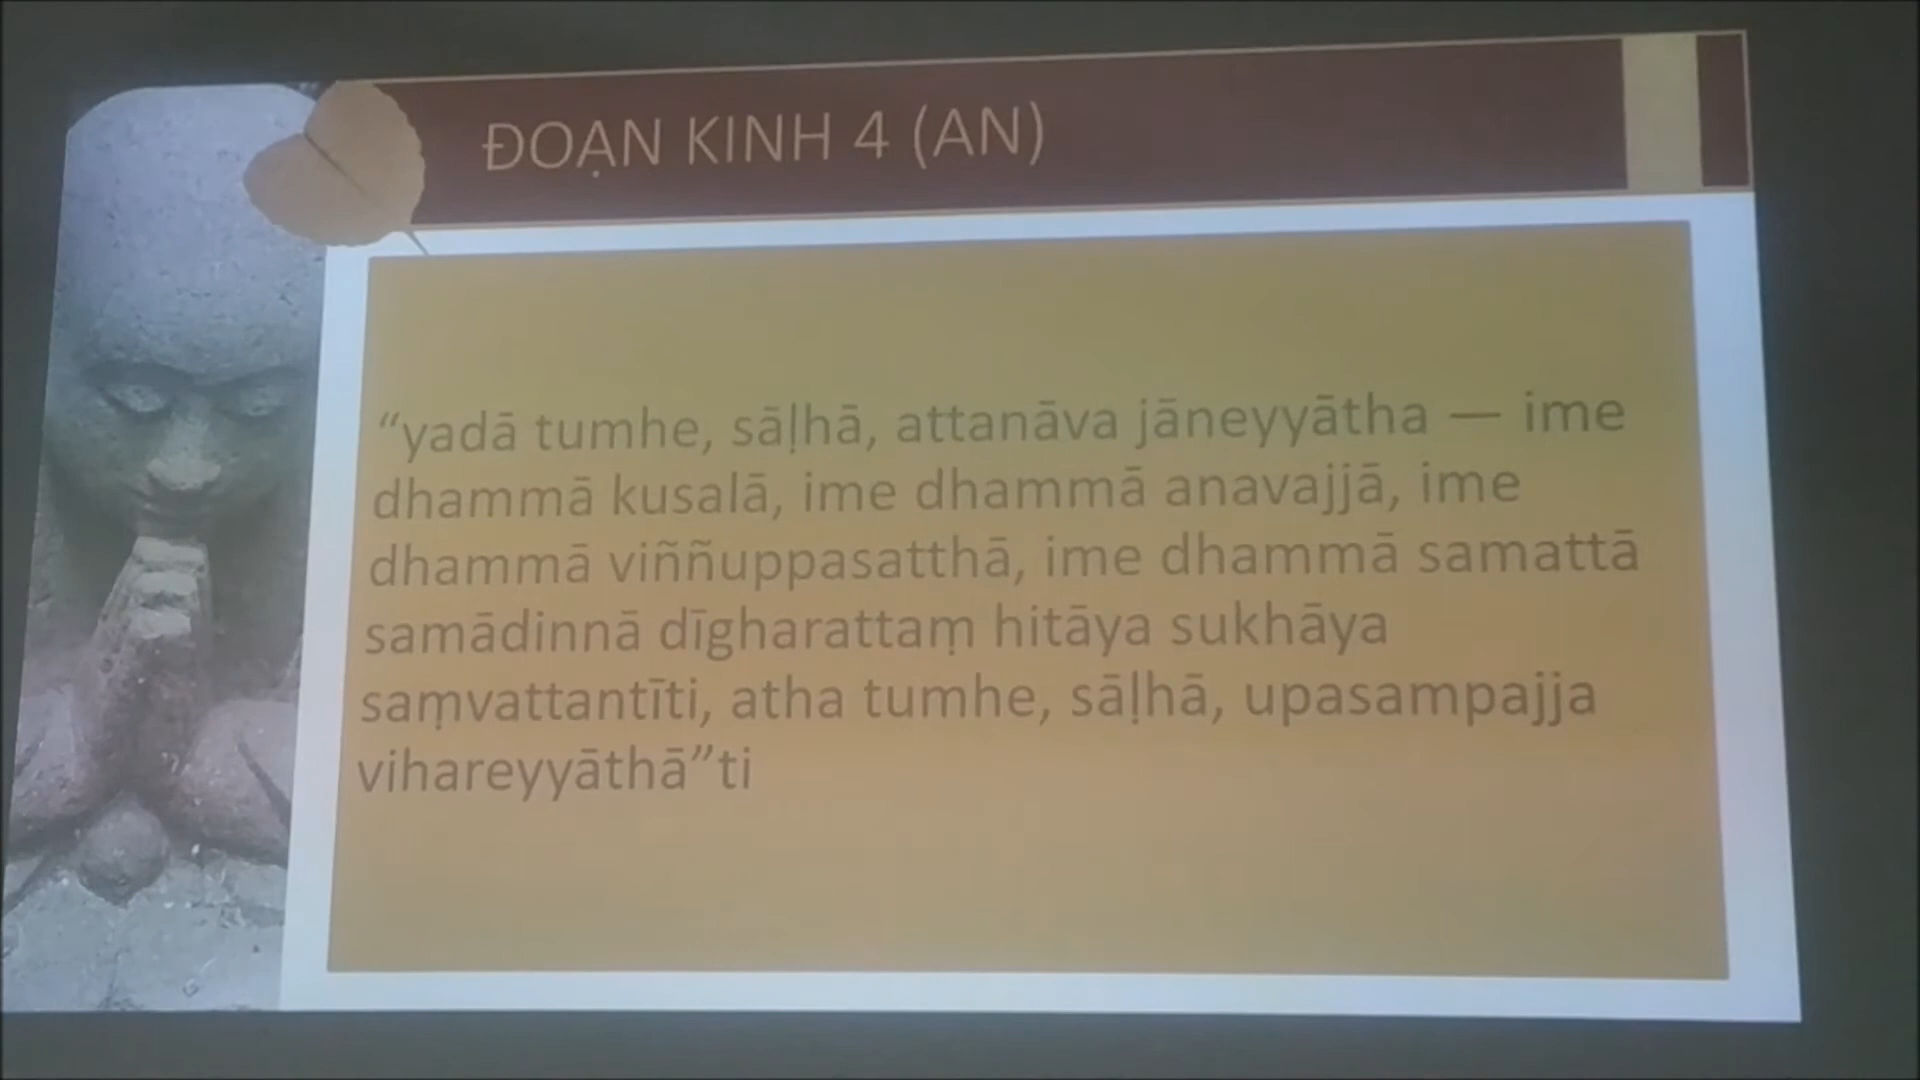 ĐOẠN KINH 4 (AN)
“yadā tumhe, sāḷhā, attanāva jāneyyātha — ime
dhammā kusalā, ime dhammā anavajjā, ime
dhammā viññuppasatthā, ime dhammā samattā
samādinnā dīgharattaṃ hitāya sukhāya
saṃvattantīti, atha tumhe, sāḷhā, upasampajja
vihareyyāthā”ti